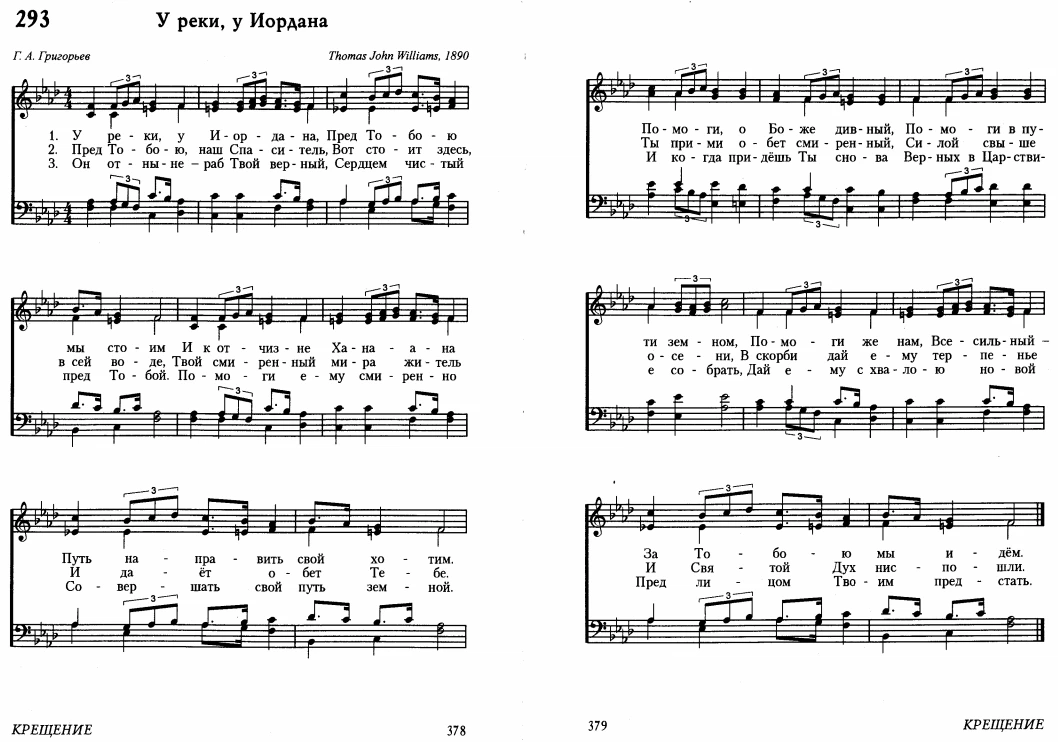 293 У реки, у Иордана
Г. А. Григорьев Thomas John Williams, 1890
1. У ре - ки, у И - ор - да - на, Пред То - бо - ю
2. Пред То - бо - ю, наш Спа - си - тель, Вот сто - ит здесь,
3. Он от - ны - не – раб Твой вер - ный, Сердцем чис - тый
мы сто - им И к от - чиз - не Ха - на - а - на
в сей во - де, Твой сми - рен - ный ми - ра жи - тель
пред То - бой. По - мо - ги е - му сми - рен - но
Путь на - пра - вить свой хо - тим.
И да - ёт о - бет Те - бе.
Со - вер - шать свой путь зем - ной.
КРЕЩЕНИЕ 378
По - мо - ги, о Бо - же див - ный, По - мо - ги в пу-
Ты при - ми о - бет сми - рен - ный, Си - лой свы - ше
И ко - гда при - дёшь Ты сно - ва Вер - ных в Цар - стви-
ти зем - ном, По - мо - ги же нам, Все - силь - ный –
о - се - ни, В скорби дай е - му тер - пе - нье
е со - брать, Дай е - му с хва - ло - ю но - вой
За То - бо - ю мы и - дём.
И Свя - той Дух нис - по - шли.
Пред ли - цом Тво - им пред - стать.
379 КРЕЩЕНИЕ